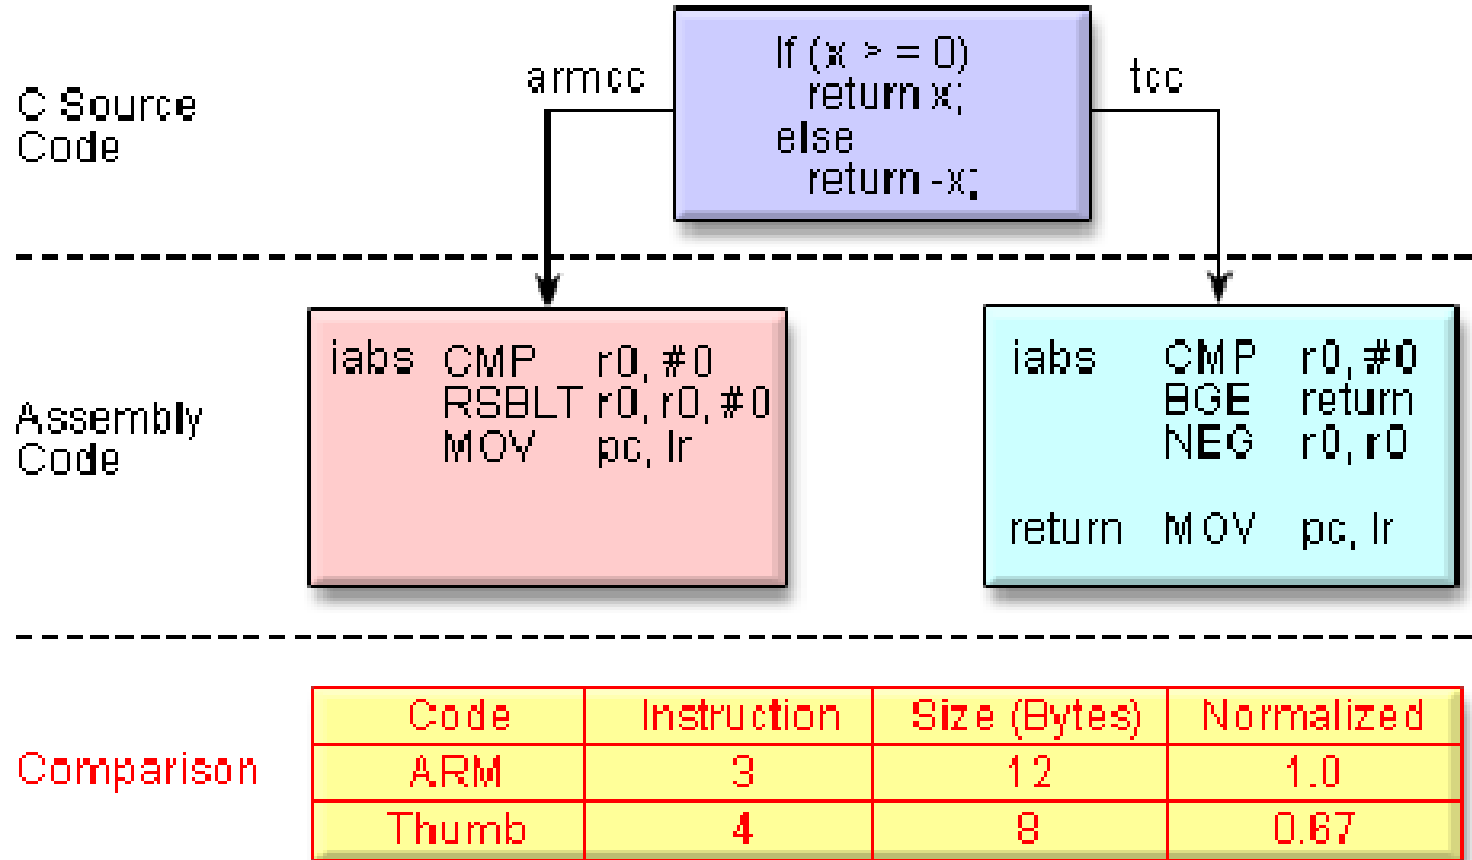 C Source
Code
armcc
If (x > = 0)
return x;
else
return -x;
tcc
Assembly
Code
iabs CMP r0, #0
RSBLT r0, r0, #0
MOV pc, lr
iabs CMP r0, #0
BGE return
NEG r0, r0
return MOV pc, lr
Comparison
Code Instruction Size (Bytes) Normalized
ARM 3 12 1.0
Thumb 4 8 0.67